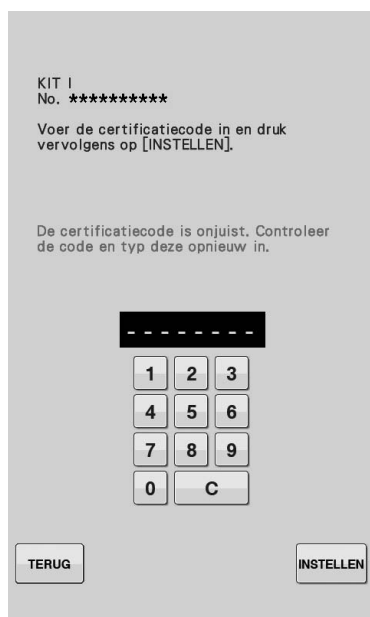 KIT I
No. **********
Voer de certificatiecode in en druk
vervolgens op [INSTELLEN].
De certificatiecode is onjuist. Controleer
de code en typ deze opnieuw in.
- - - - - - - -
1 2 3
4 5 6
7 8 9
0 C
TERUG INSTELLEN